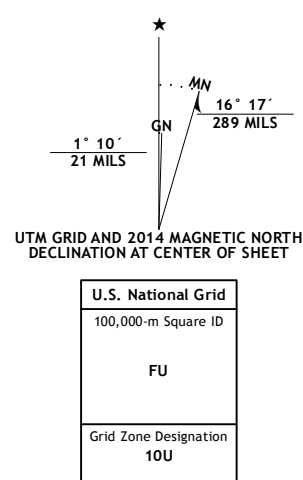 ★
MN
GN
16° 17´
289 MILS
1° 10´
21 MILS
UTM GRID AND 2014 MAGNETIC NORTH
DECLINATION AT CENTER OF SHEET
U.S. National Grid
100,000-m Square ID
FU
Grid Zone Designation
10U